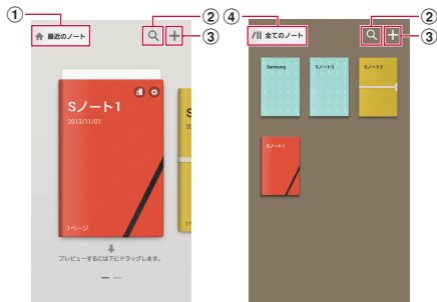 ① ② ③
最近のノート
Sノート1
2013/11/01
1ページ
プレビューするには下にドラッグします。
④ ② ③
全てのノート
Samsung
Sノート3
Sノート2
Sノート1